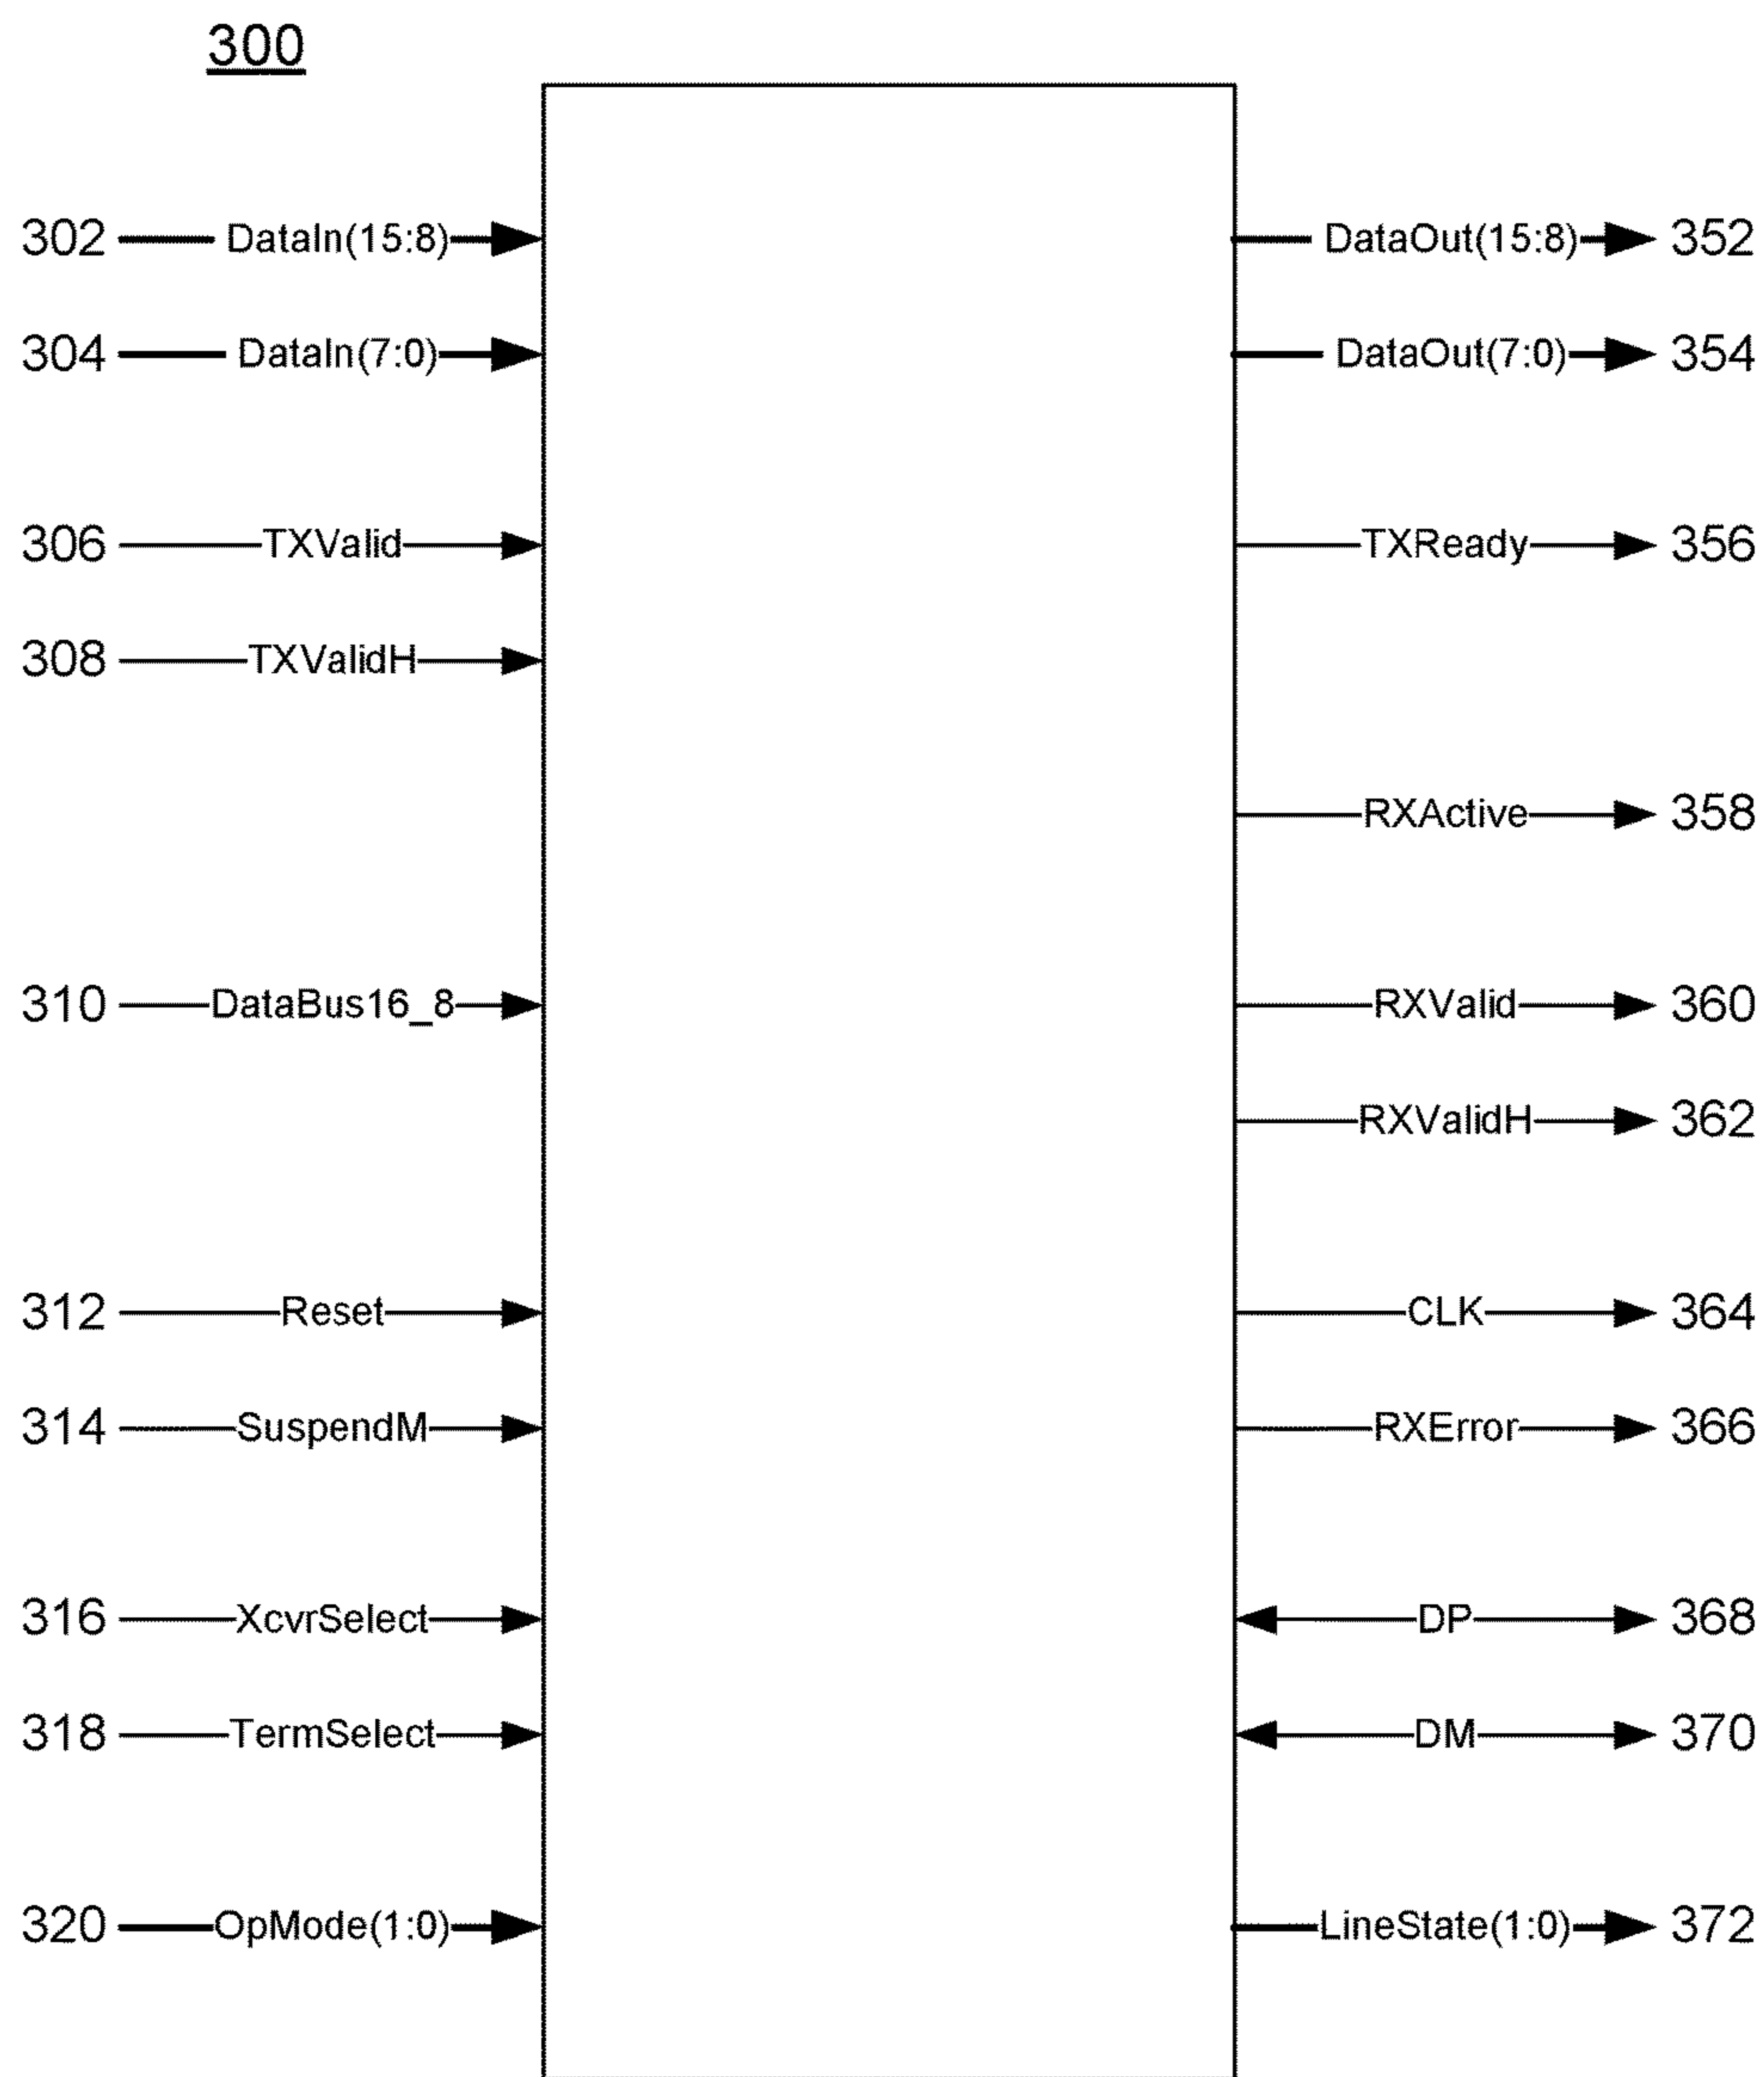 300
302 DataIn(15:8) DataOut(15:8) 352
304 DataIn(7:0) DataOut(7:0) 354
306 TXValid TXReady 356
308 TXValidH
RXActive 358
310 DataBus16_8 RXValid 360
RXValidH 362
312 Reset CLK 364
314 SuspendM RXError 366
316 XcvrSelect DP 368
318 TermSelect DM 370
320 OpMode(1:0) LineState(1:0) 372